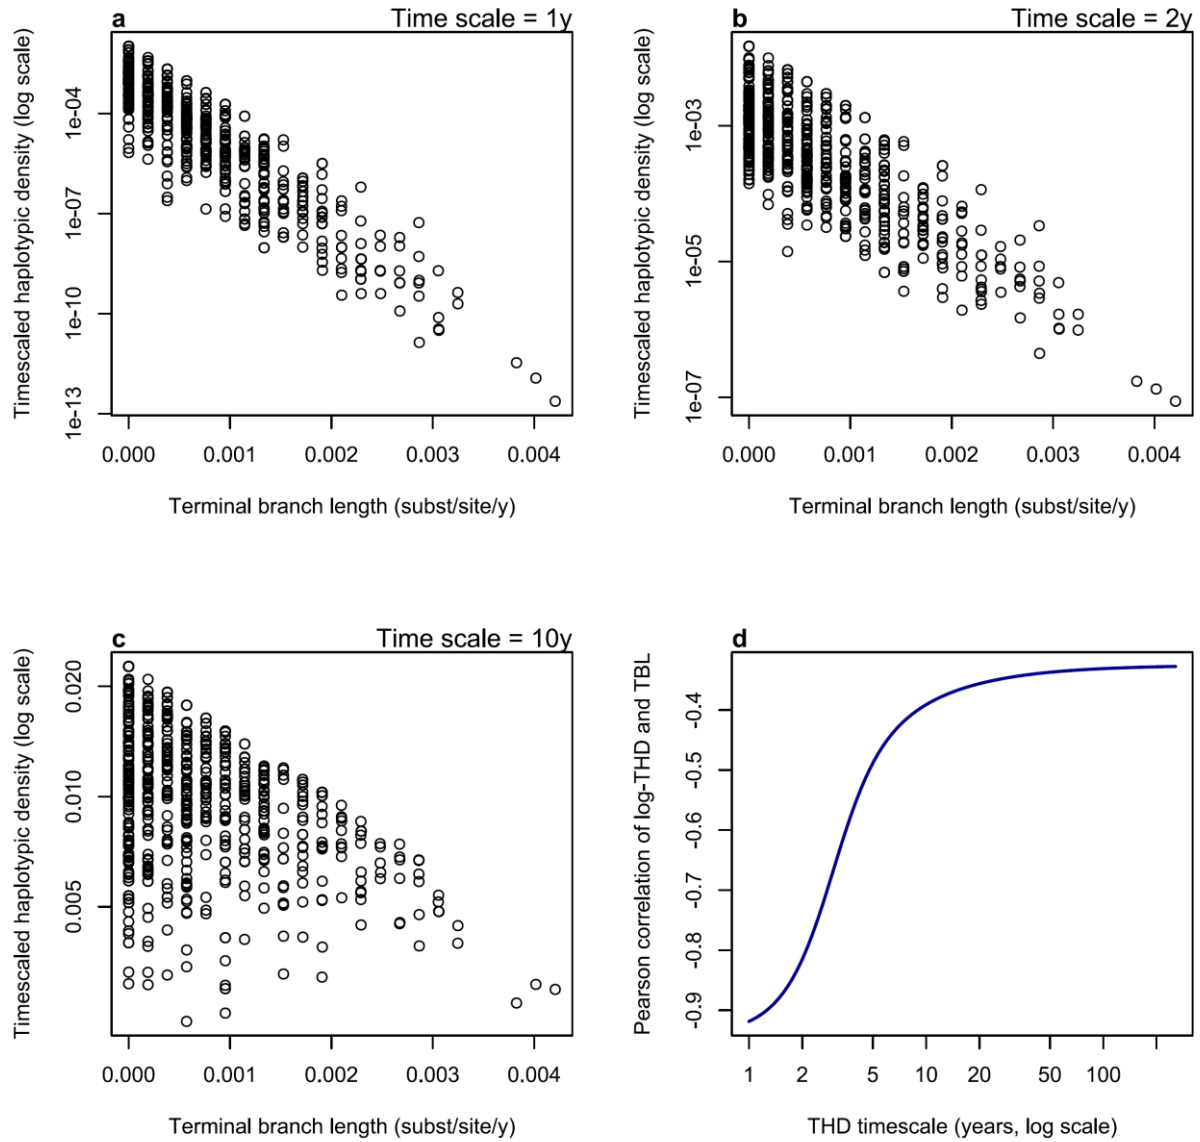 a Time scale = 1y
Timescaled haplotypic density (log scale)
1e-04
1e-07
1e-10
1e-13
0.000 0.001 0.002 0.003 0.004
Terminal branch length (subst/site/y)
b Time scale = 2y
Timescaled haplotypic density (log scale)
1e-03
1e-05
1e-07
0.000 0.001 0.002 0.003 0.004
Terminal branch length (subst/site/y)
c Time scale = 10y
Timescaled haplotypic density (log scale)
0.020
0.010
0.005
0.000 0.001 0.002 0.003 0.004
Terminal branch length (subst/site/y)
d
Pearson correlation of log-THD and TBL
-0.4
-0.5
-0.6
-0.7
-0.8
-0.9
1 2 5 10 20 50 100
THD timescale (years, log scale)